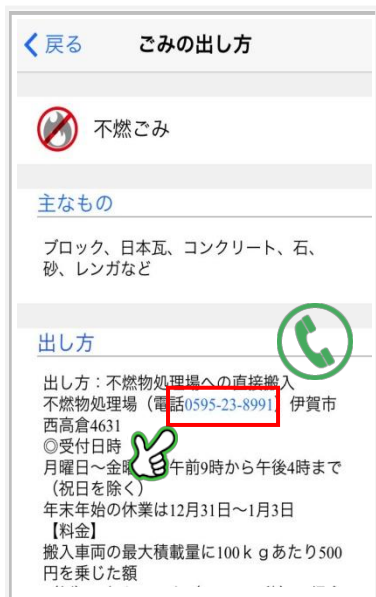 戻る　ごみの出し方
不燃ごみ
主なもの
ブロック、日本瓦、コンクリート、石、
砂、レンガなど
出し方
出し方：不燃物処理場への直接搬入
不燃物処理場（電話0595-23-8991）伊賀市
西高倉4631
◎受付日時
月曜日～金曜 午前9時から午後4時まで
（祝日を除く）
年末年始の休業は12月31日～1月3日
【料金】
搬入車両の最大積載量に100ｋｇあたり500
円を乗じた額